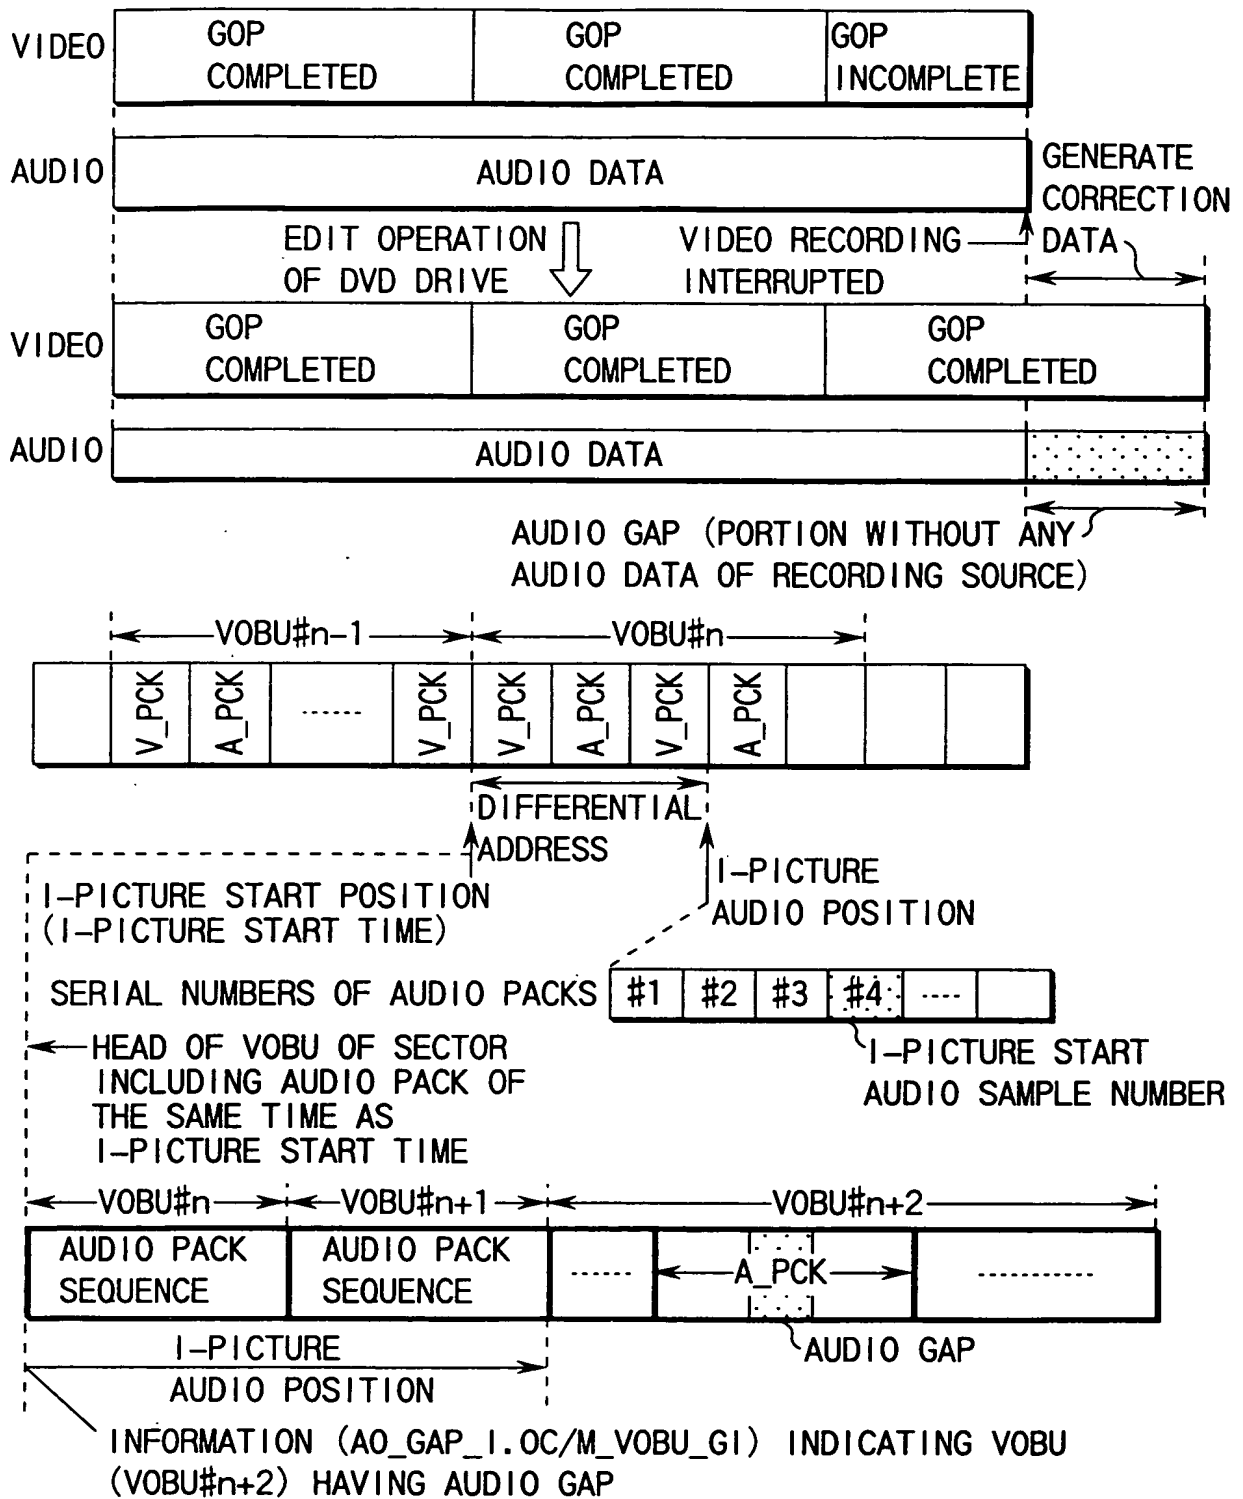 VIDEO
GOP COMPLETED
GOP COMPLETED
GOP INCOMPLETE
AUDIO
AUDIO DATA
GENERATE CORRECTION DATA
EDIT OPERATION OF DVD DRIVE
VIDEO RECORDING INTERRUPTED
VIDEO
GOP COMPLETED
GOP COMPLETED
GOP COMPLETED
AUDIO
AUDIO DATA
AUDIO GAP (PORTION WITHOUT ANY
AUDIO DATA OF RECORDING SOURCE)
VOBU#n-1
VOBU#n
V_PCK
A_PCK
------
V_PCK
V_PCK
A_PCK
V_PCK
A_PCK
DIFFERENTIAL
ADDRESS
I-PICTURE START POSITION
(I-PICTURE START TIME)
I-PICTURE
AUDIO POSITION
SERIAL NUMBERS OF AUDIO PACKS
#1 #2 #3 #4 ----
I-PICTURE START
AUDIO SAMPLE NUMBER
HEAD OF VOBU OF SECTOR
INCLUDING AUDIO PACK OF
THE SAME TIME AS
I-PICTURE START TIME
VOBU#n
VOBU#n+1
VOBU#n+2
AUDIO PACK
SEQUENCE
AUDIO PACK
SEQUENCE
------
A_PCK
-----------
AUDIO GAP
I-PICTURE
AUDIO POSITION
INFORMATION (AO_GAP_I.OC/M_VOBU_GI) INDICATING VOBU
(VOBU#n+2) HAVING AUDIO GAP